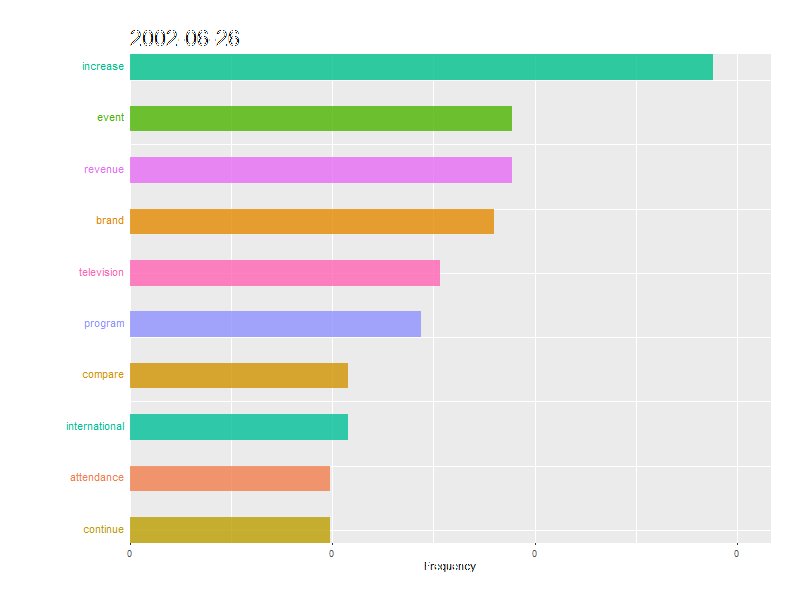 2002-06-26
increase
event
revenue
brand
television
program
compare
international
attendance
continue
0 0 0 0
Frequency